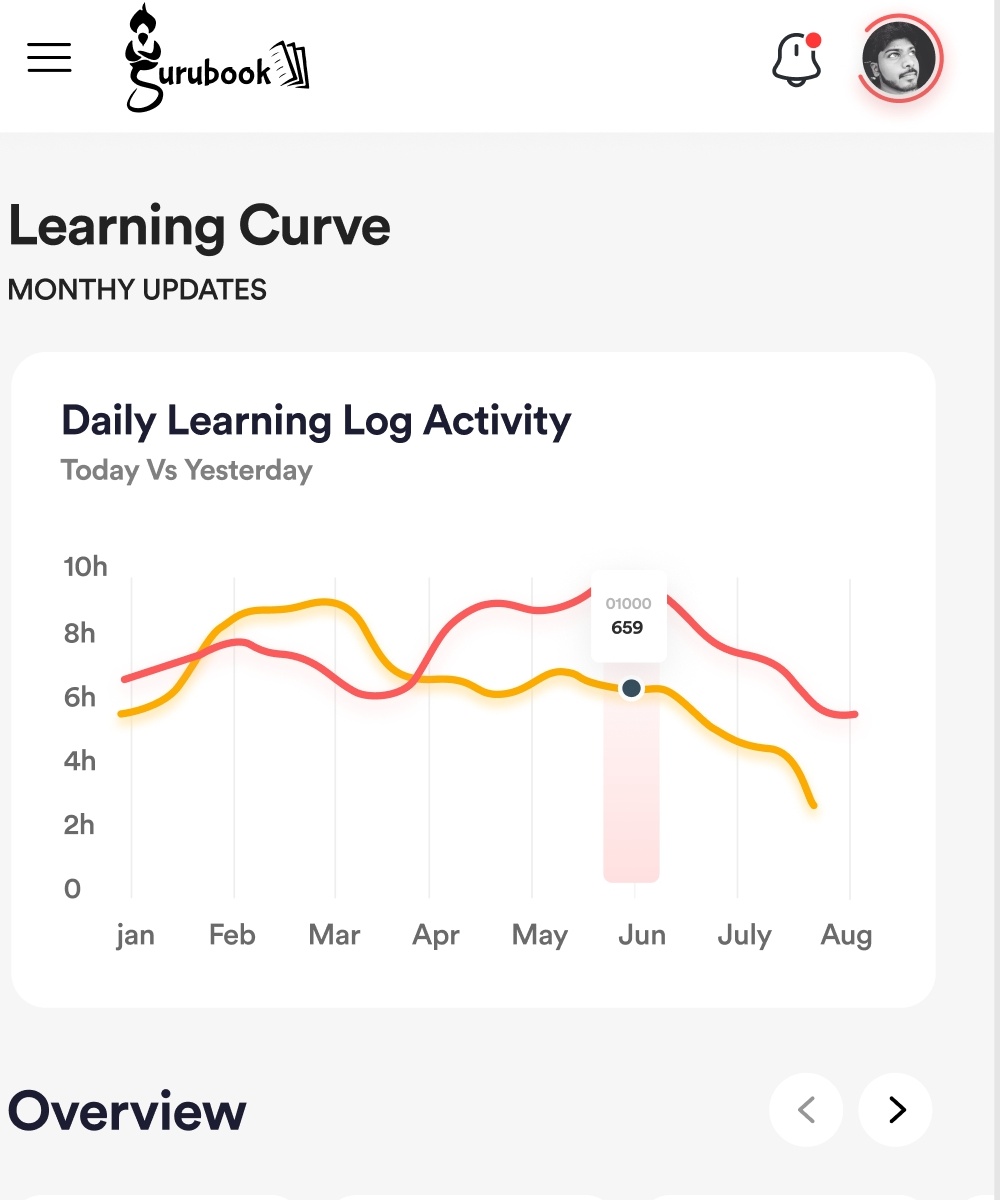 Gurubook
Learning Curve
MONTHY UPDATES
Daily Learning Log Activity
Today Vs Yesterday
10h
8h
6h
4h
2h
0
01000
659
jan Feb Mar Apr May Jun July Aug
Overview